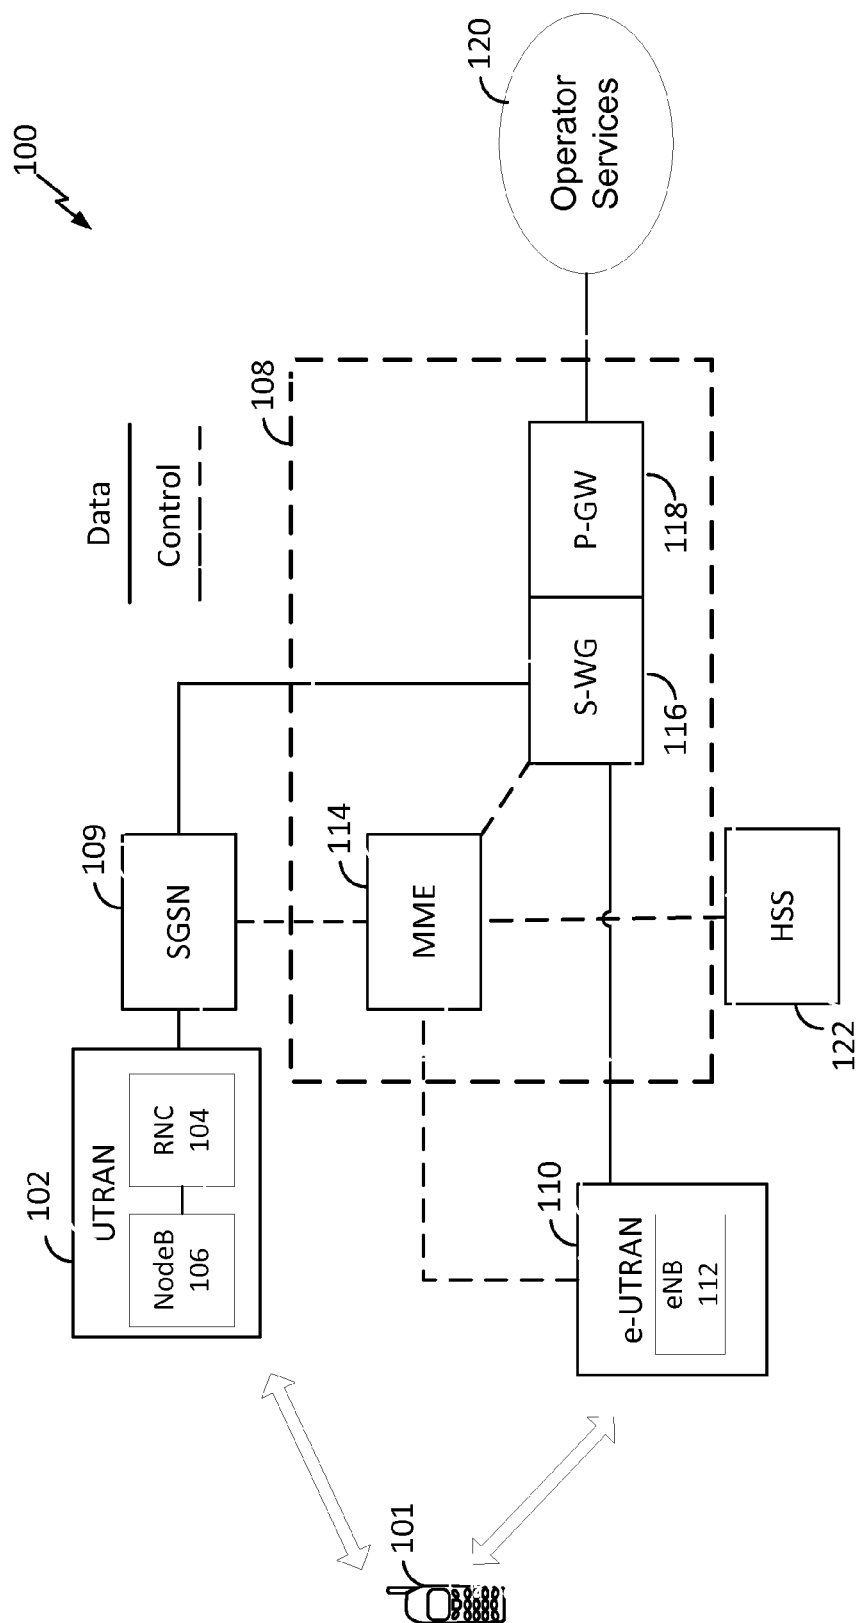 100
Data
Control
120
Operator
Services
102
UTRAN
NodeB
106
RNC
104
109
SGSN
108
114
MME
S-WG
116
P-GW
118
101
110
e-UTRAN
eNB
112
HSS
122